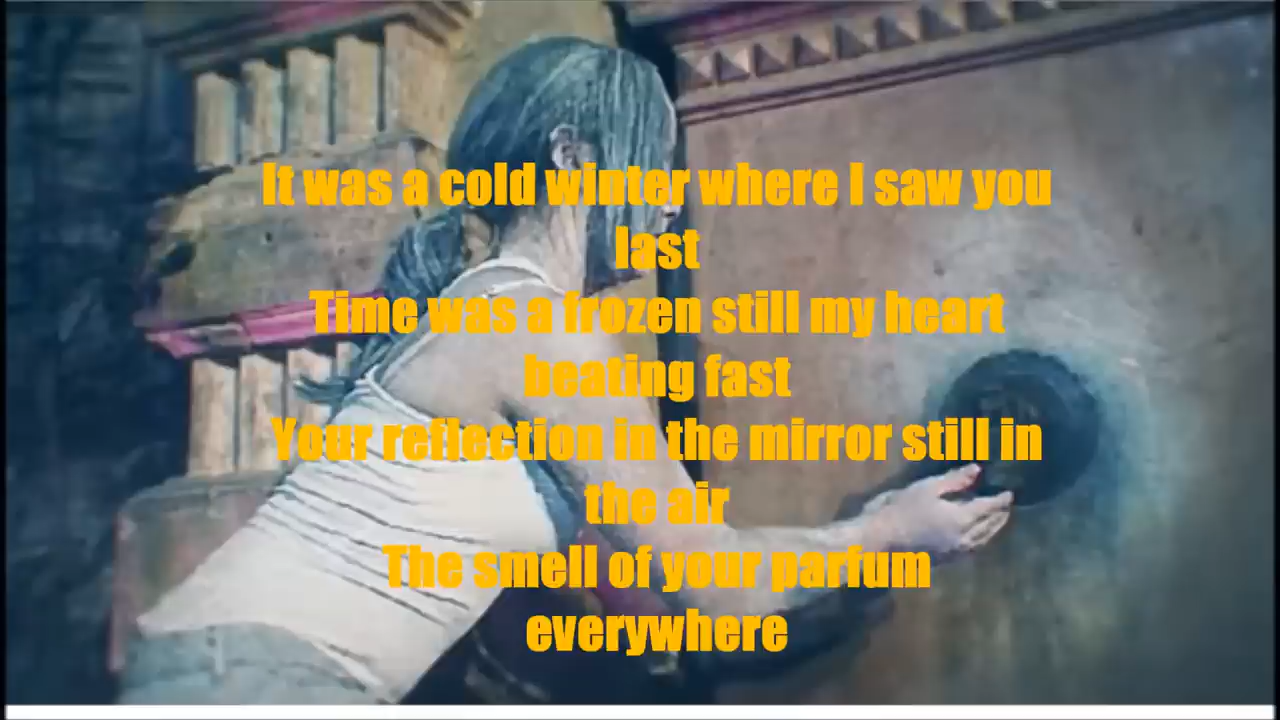 It was a cold winter where I saw you
last
Time was a frozen still my heart
beating fast
Your reflection in the mirror still in
the air
The smell of your parfum
everywhere